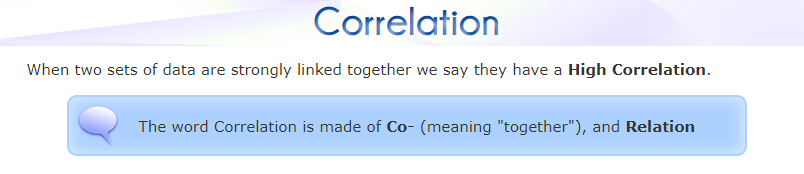 Correlation
When two sets of data are strongly linked together we say they have a High Correlation.
The word Correlation is made of Co- (meaning "together"), and Relation